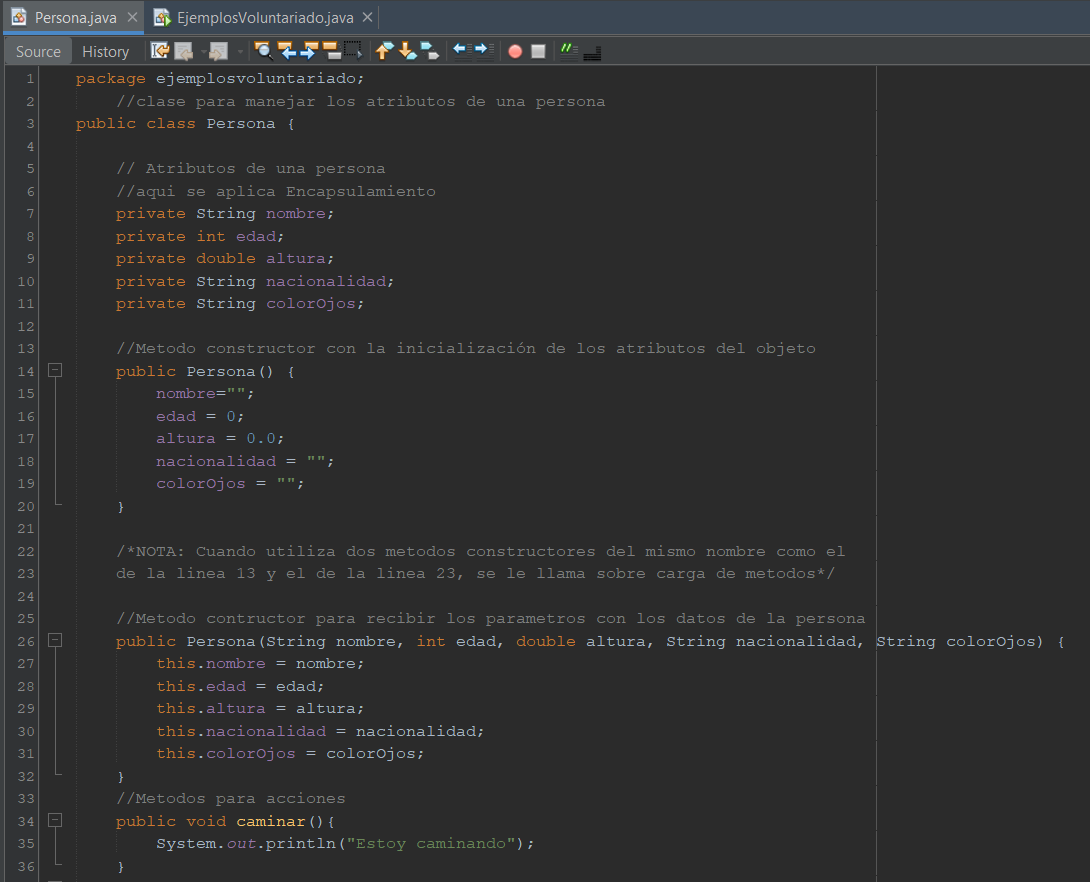 Persona.java
EjemplosVoluntariado.java
Source History
1 package ejemplosvoluntariado;
2 //clase para manejar los atributos de una persona
3 public class Persona {
4
5 // Atributos de una persona
6 //aqui se aplica Encapsulamiento
7 private String nombre;
8 private int edad;
9 private double altura;
10 private String nacionalidad;
11 private String colorOjos;
12
13 //Metodo constructor con la inicialización de los atributos del objeto
14 public Persona() {
15 nombre="";
16 edad = 0;
17 altura = 0.0;
18 nacionalidad = "";
19 colorOjos = "";
20 }
21
22 /*NOTA: Cuando utiliza dos metodos constructores del mismo nombre como el
23 de la linea 13 y el de la linea 23, se le llama sobre carga de metodos*/
24
25 //Metodo contructor para recibir los parametros con los datos de la persona
26 public Persona(String nombre, int edad, double altura, String nacionalidad, String colorOjos) {
27 this.nombre = nombre;
28 this.edad = edad;
29 this.altura = altura;
30 this.nacionalidad = nacionalidad;
31 this.colorOjos = colorOjos;
32 }
33 //Metodos para acciones
34 public void caminar(){
35 System.out.println("Estoy caminando");
36 }